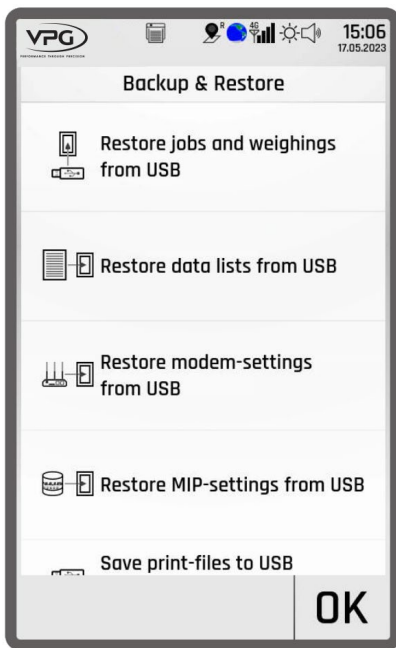 VPG
PERFORMANCE THROUGH PRECISION
R
4G
15:06
17.05.2023
Backup & Restore
Restore jobs and weighings
from USB
Restore data lists from USB
Restore modem-settings
from USB
Restore MIP-settings from USB
Save print-files to USB
OK